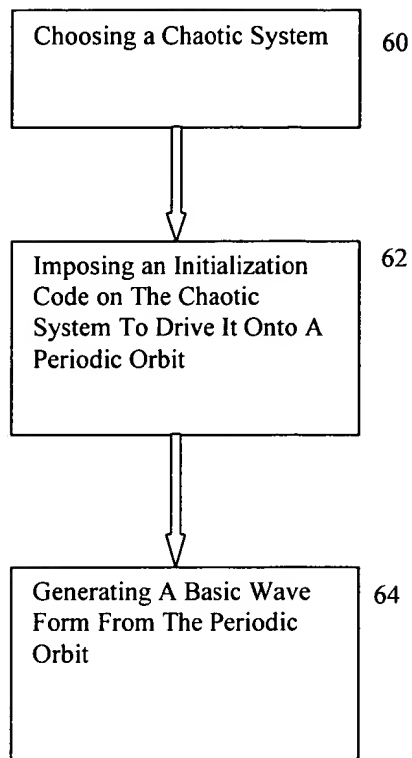 Choosing a Chaotic System
60
Imposing an Initialization
Code on The Chaotic
System To Drive It Onto A
Periodic Orbit
62
Generating A Basic Wave
Form From The Periodic
Orbit
64